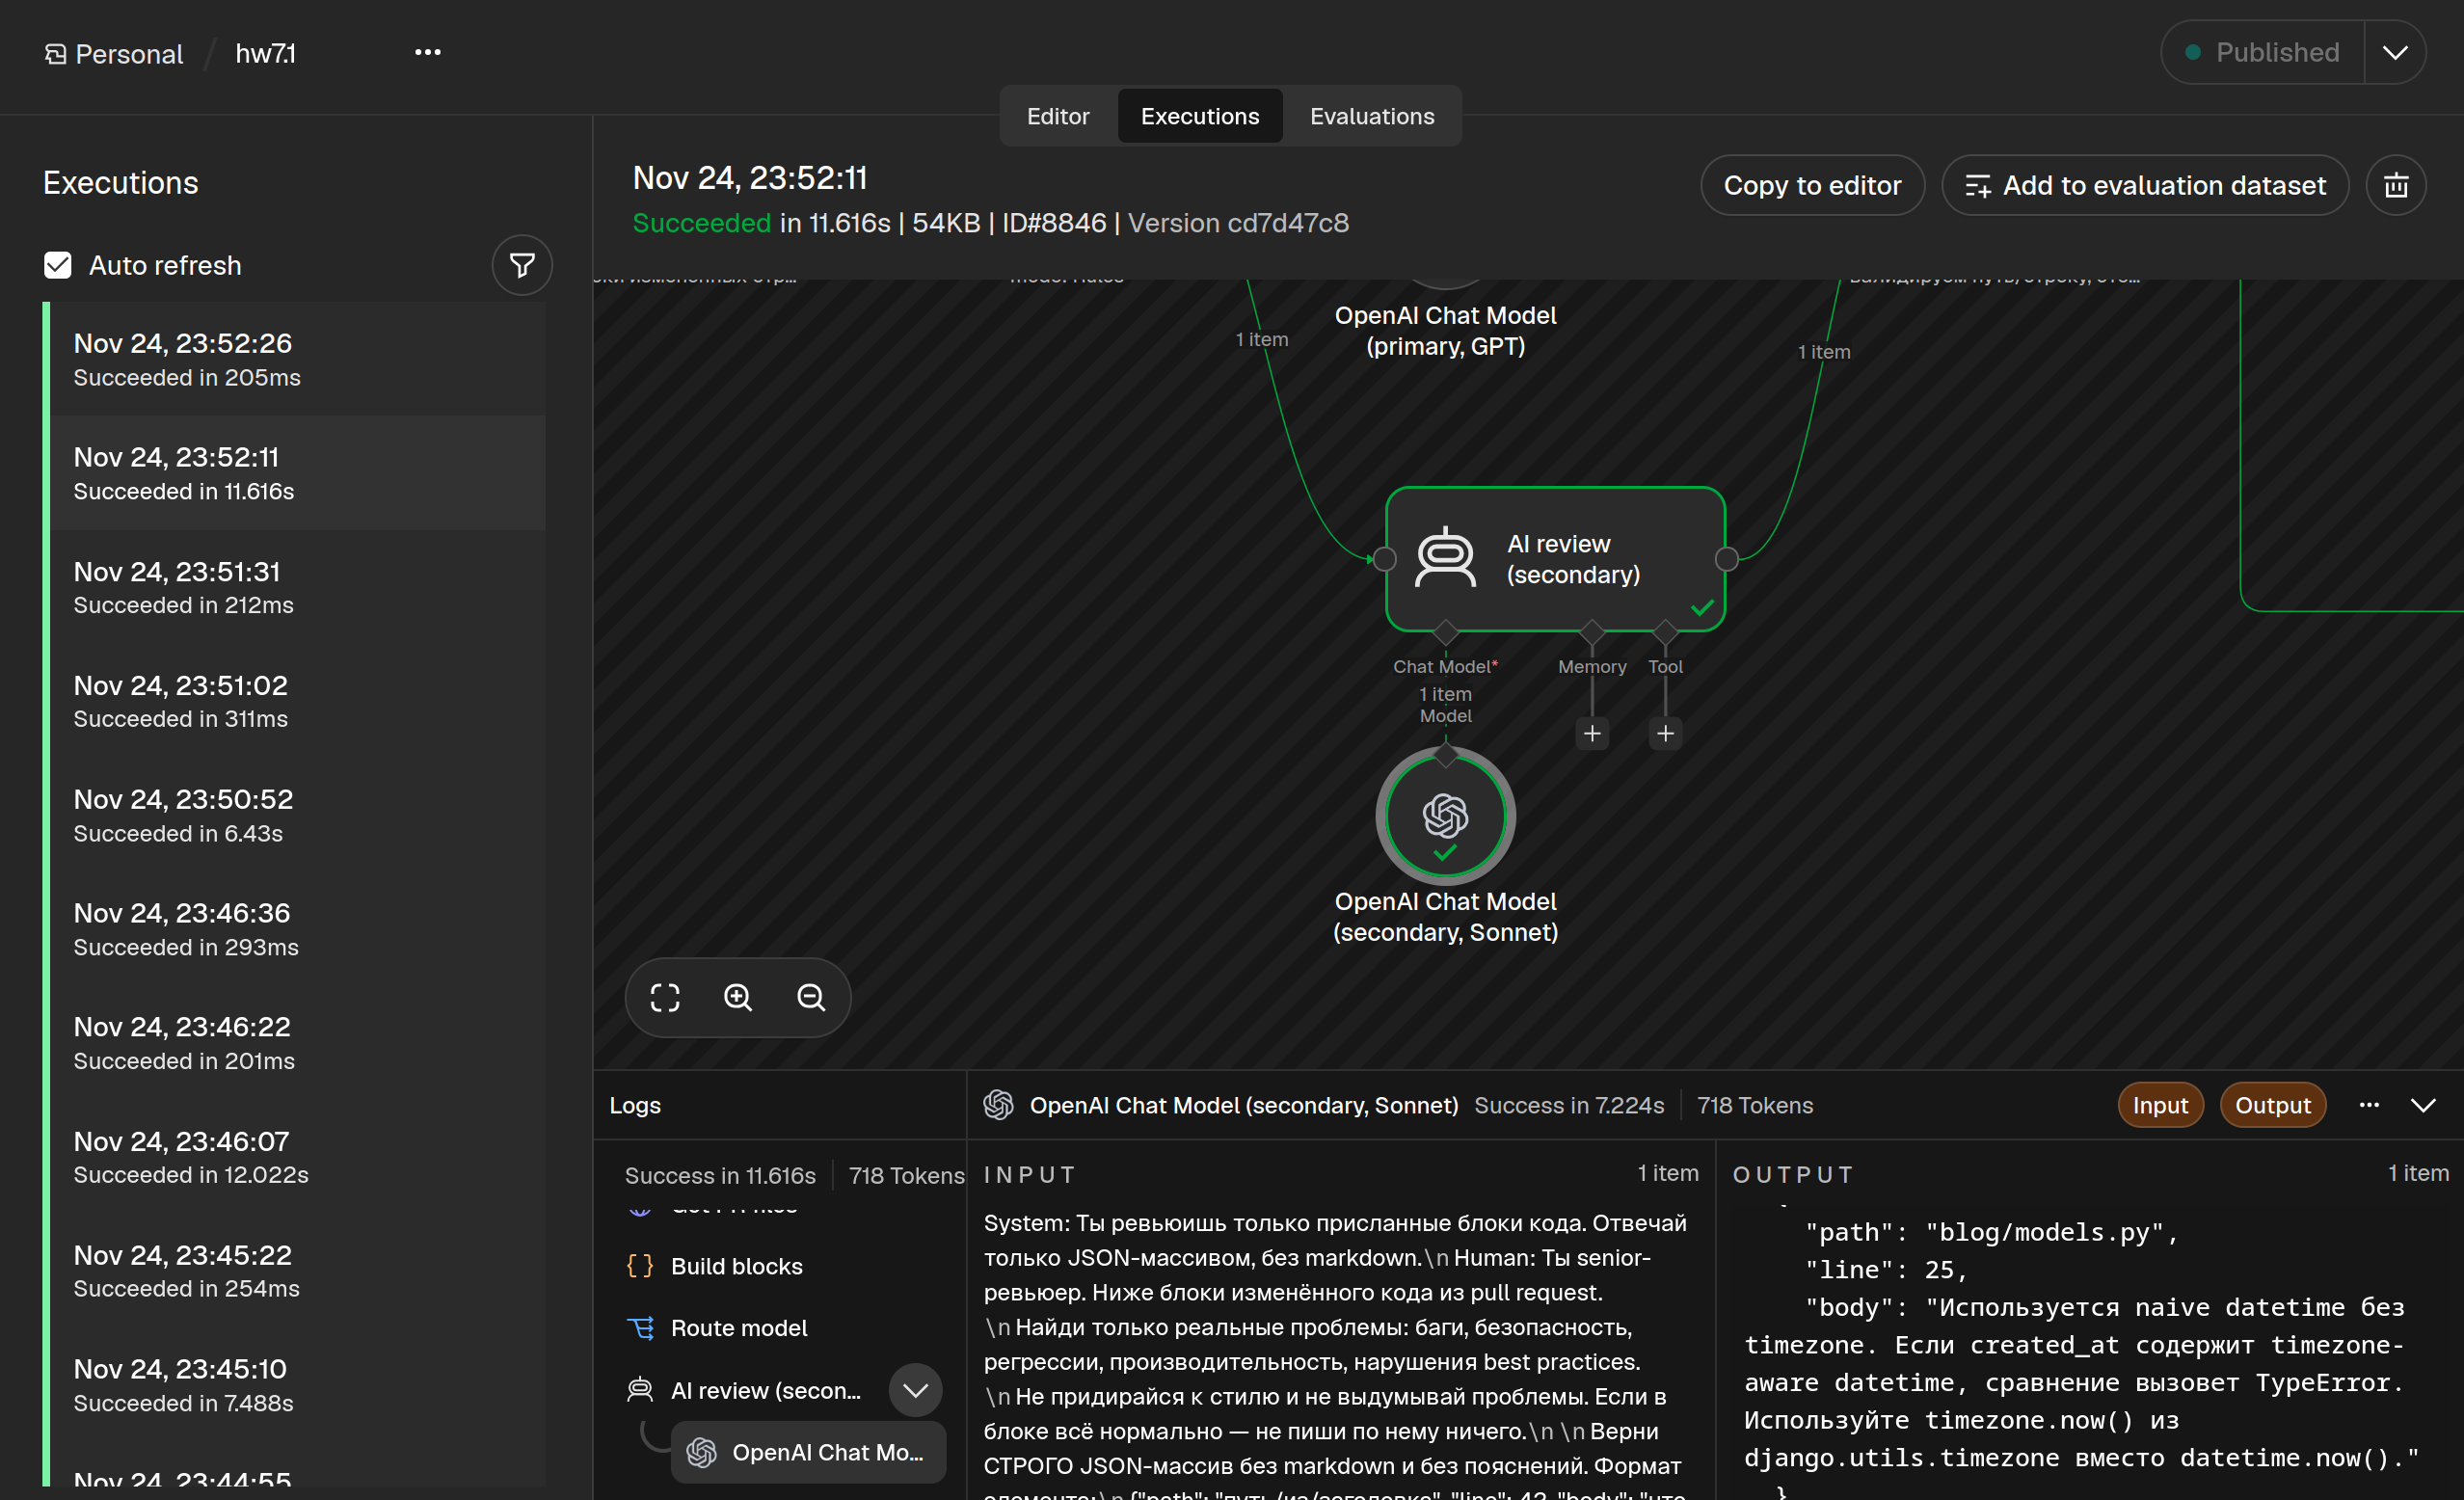 Personal / hw7.1
Published
Editor
Executions
Evaluations
Executions
Auto refresh
Nov 24, 23:52:26
Succeeded in 205ms
Nov 24, 23:52:11
Succeeded in 11.616s
Nov 24, 23:51:31
Succeeded in 212ms
Nov 24, 23:51:02
Succeeded in 311ms
Nov 24, 23:50:52
Succeeded in 6.43s
Nov 24, 23:46:36
Succeeded in 293ms
Nov 24, 23:46:22
Succeeded in 201ms
Nov 24, 23:46:07
Succeeded in 12.022s
Nov 24, 23:45:22
Succeeded in 254ms
Nov 24, 23:45:10
Succeeded in 7.488s
Nov 24, 23:44:55
Nov 24, 23:52:11
Succeeded in 11.616s | 54KB | ID#8846 | Version cd7d47c8
Copy to editor
Add to evaluation dataset
OpenAI Chat Model
(primary, GPT)
1 item
1 item
AI review
(secondary)
Chat Model*
Memory
Tool
1 item
Model
OpenAI Chat Model
(secondary, Sonnet)
Logs
Success in 11.616s
718 Tokens
Build blocks
Route model
AI review (secon...
OpenAI Chat Mo...
OpenAI Chat Model (secondary, Sonnet)
Success in 7.224s
718 Tokens
Input
Output
INPUT
1 item
System: Ты ревьюишь только присланные блоки кода. Отвечай
только JSON-массивом, без markdown.\n Human: Ты senior-
ревьюер. Ниже блоки изменённого кода из pull request.
\n Найди только реальные проблемы: баги, безопасность,
регрессии, производительность, нарушения best practices.
\n Не придирайся к стилю и не выдумывай проблемы. Если в
блоке всё нормально — не пиши по нему ничего.\n \n Верни
СТРОГО JSON-массив без markdown и без пояснений. Формат
OUTPUT
1 item
"path": "blog/models.py",
"line": 25,
"body": "Используется naive datetime без
timezone. Если created_at содержит timezone-
aware datetime, сравнение вызовет TypeError.
Используйте timezone.now() из
django.utils.timezone вместо datetime.now()."
}